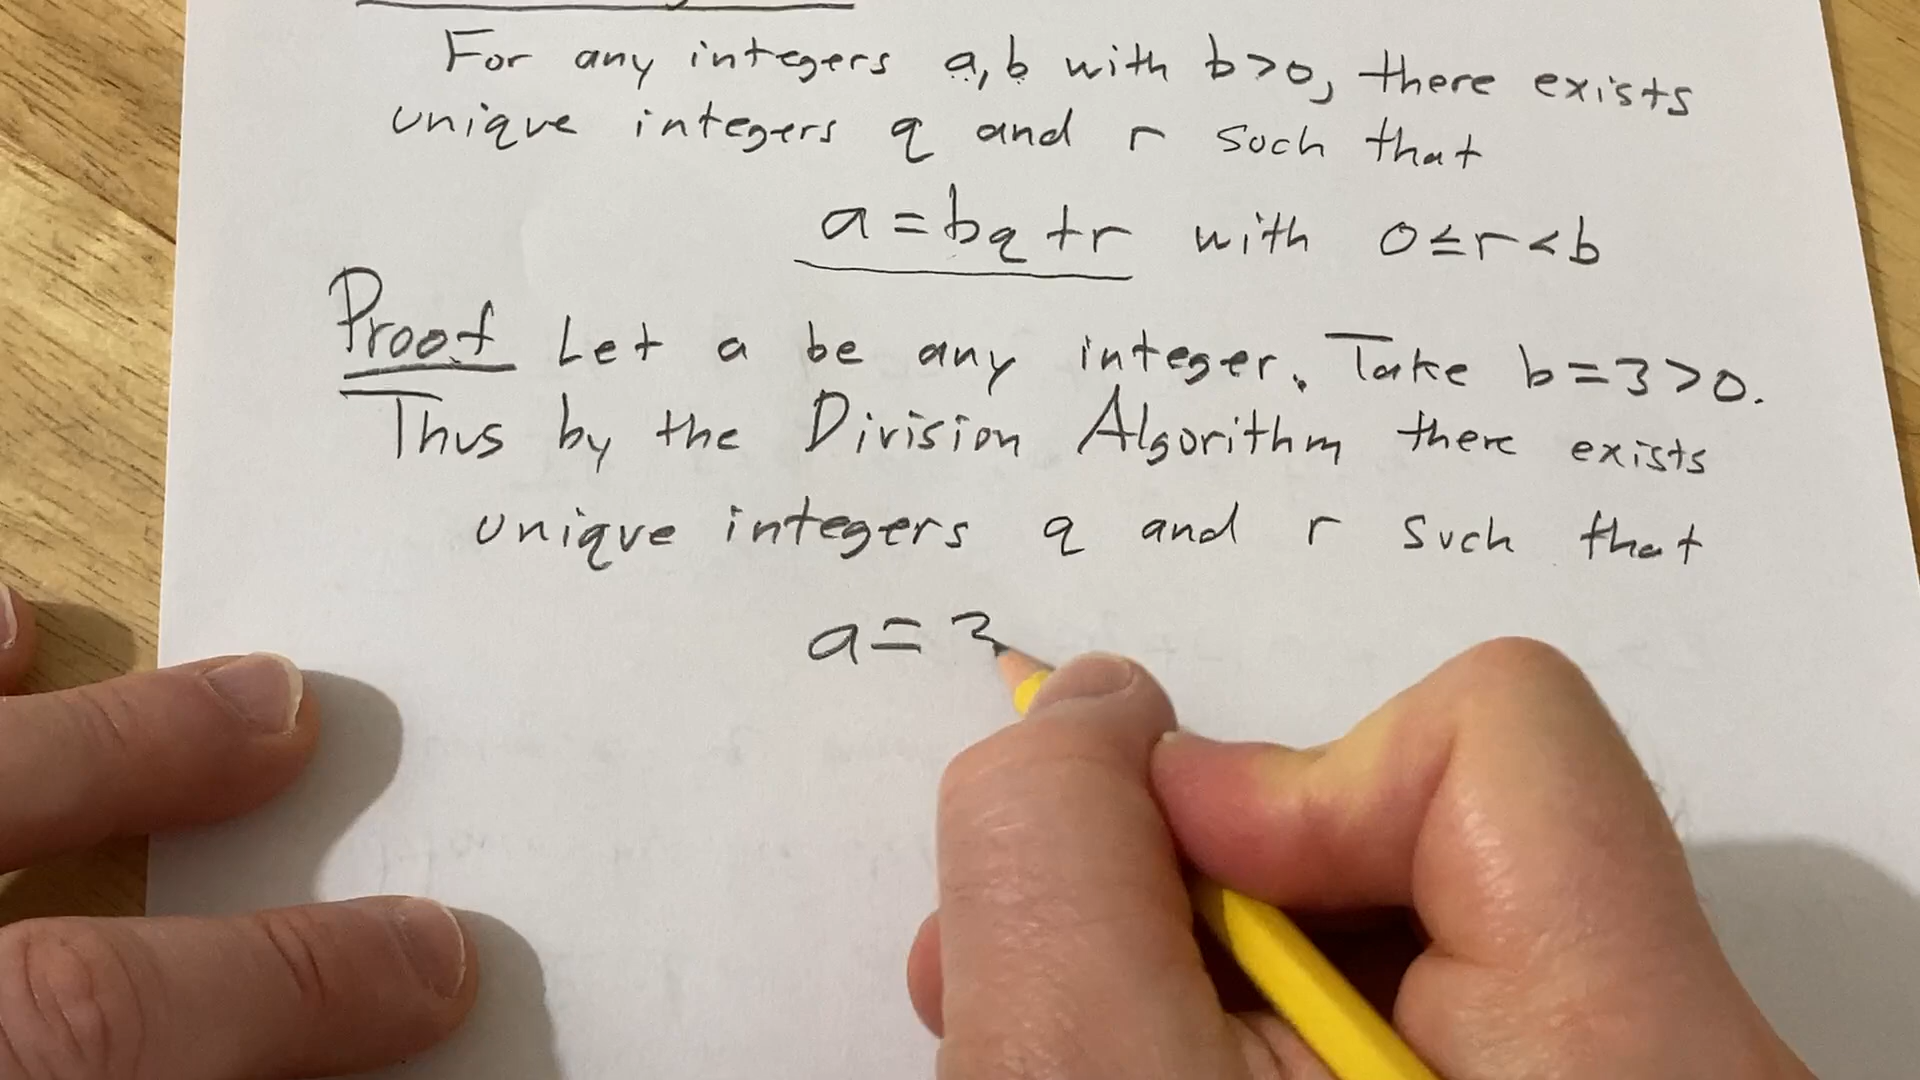 For any integers a, b with b>0, there exists
unique integers q and r such that
a = bq + r with 0≤r<b
Proof Let a be any integer. Take b=3>0.
Thus by the Division Algorithm there exists
unique integers q and r such that
a = 3